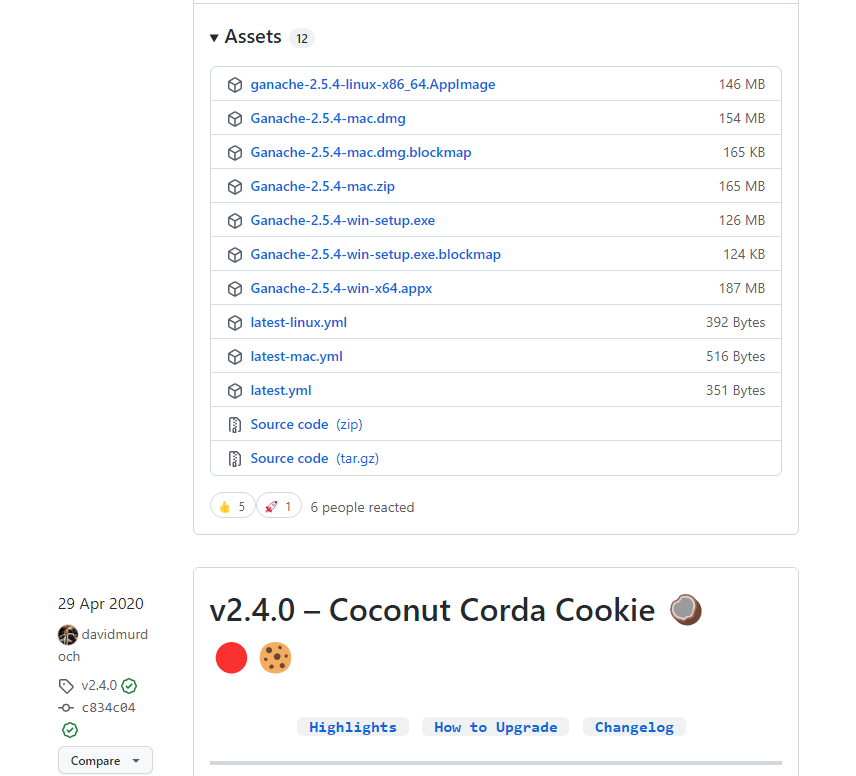 Assets 12
ganache-2.5.4-linux-x86_64.AppImage 146 MB
Ganache-2.5.4-mac.dmg 154 MB
Ganache-2.5.4-mac.dmg.blockmap 165 KB
Ganache-2.5.4-mac.zip 165 MB
Ganache-2.5.4-win-setup.exe 126 MB
Ganache-2.5.4-win-setup.exe.blockmap 124 KB
Ganache-2.5.4-win-x64.appx 187 MB
latest-linux.yml 392 Bytes
latest-mac.yml 516 Bytes
latest.yml 351 Bytes
Source code (zip)
Source code (tar.gz)
👍 5 🚀 1 6 people reacted
29 Apr 2020
davidmurd
och
v2.4.0
c834c04
Compare
v2.4.0 – Coconut Corda Cookie 🥥
🔴 🍪
Highlights How to Upgrade Changelog